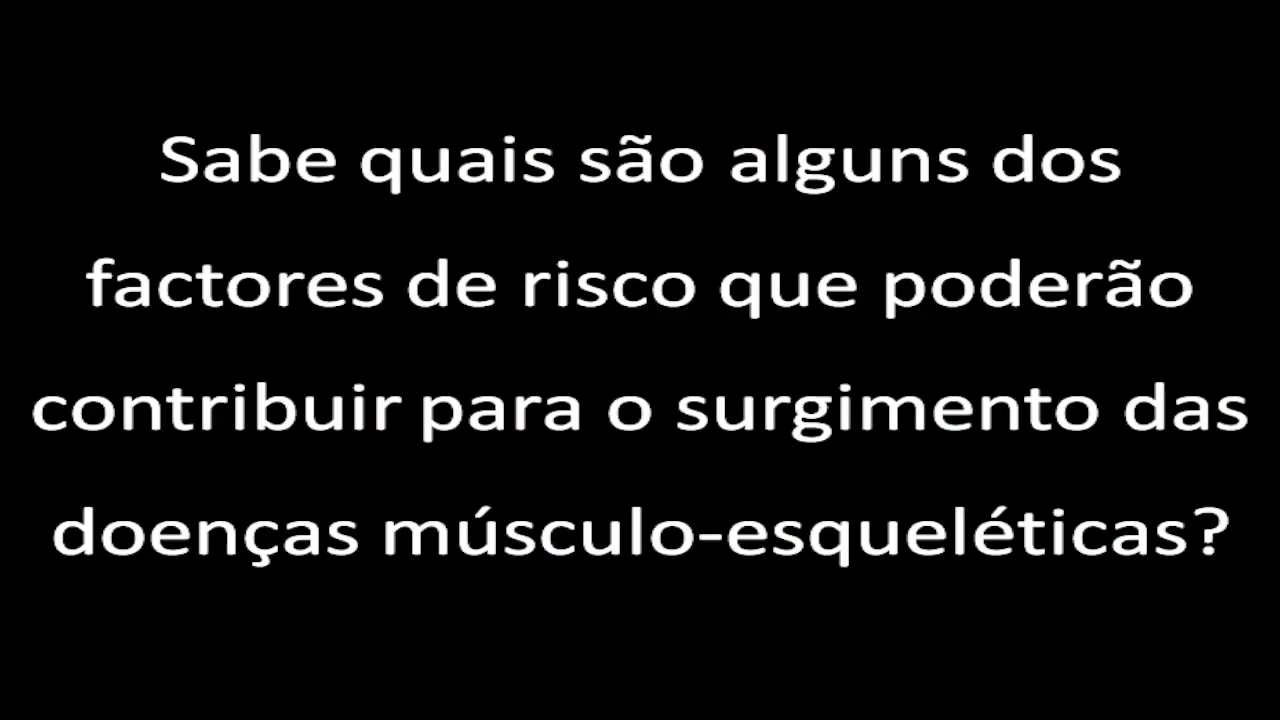 Sabe quais são alguns dos
factores de risco que poderão
contribuir para o surgimento das
doenças músculo-esqueléticas?